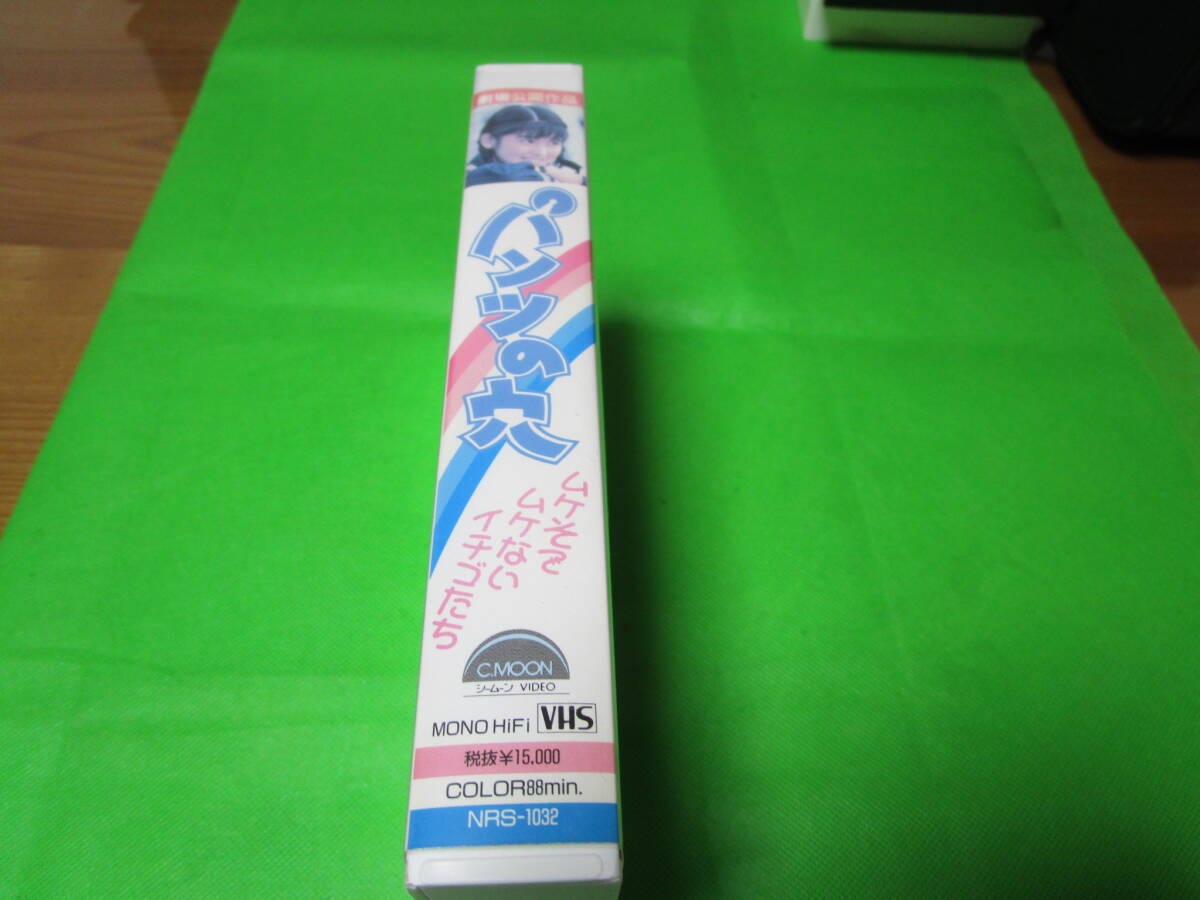 劇場公開作品
パンツの穴
ムケそで
ムケない
イチゴたち
C.MOON
シームーン VIDEO
MONO HiFi VHS
税抜¥15,000
COLOR88min.
NRS-1032